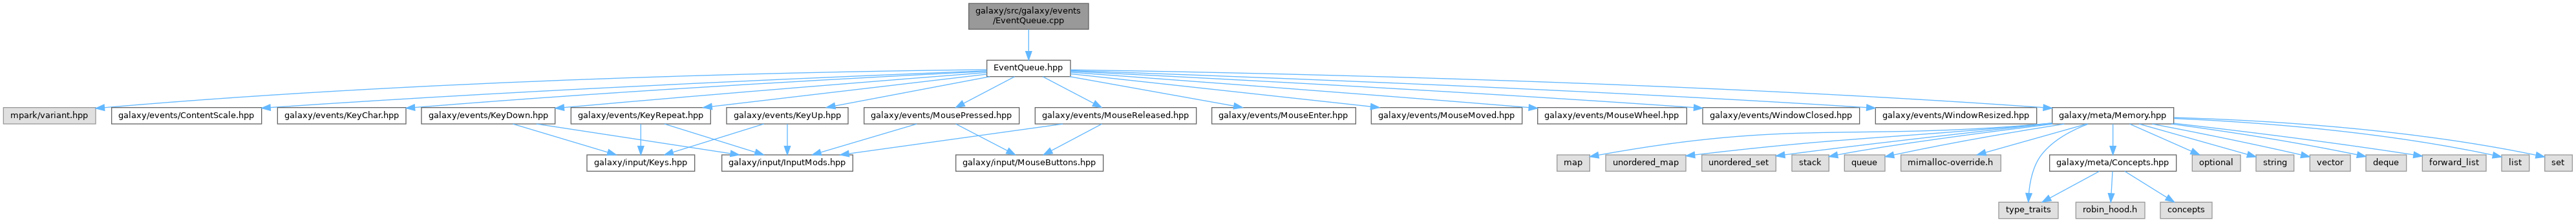 galaxy/src/galaxy/events
/EventQueue.cpp
EventQueue.hpp
mpark/variant.hpp
galaxy/events/ContentScale.hpp
galaxy/events/KeyChar.hpp
galaxy/events/KeyDown.hpp
galaxy/events/KeyRepeat.hpp
galaxy/events/KeyUp.hpp
galaxy/events/MousePressed.hpp
galaxy/events/MouseReleased.hpp
galaxy/events/MouseEnter.hpp
galaxy/events/MouseMoved.hpp
galaxy/events/MouseWheel.hpp
galaxy/events/WindowClosed.hpp
galaxy/events/WindowResized.hpp
galaxy/meta/Memory.hpp
galaxy/input/Keys.hpp
galaxy/input/InputMods.hpp
galaxy/input/MouseButtons.hpp
map
unordered_map
unordered_set
stack
queue
mimalloc-override.h
galaxy/meta/Concepts.hpp
optional
string
vector
deque
forward_list
list
set
type_traits
robin_hood.h
concepts